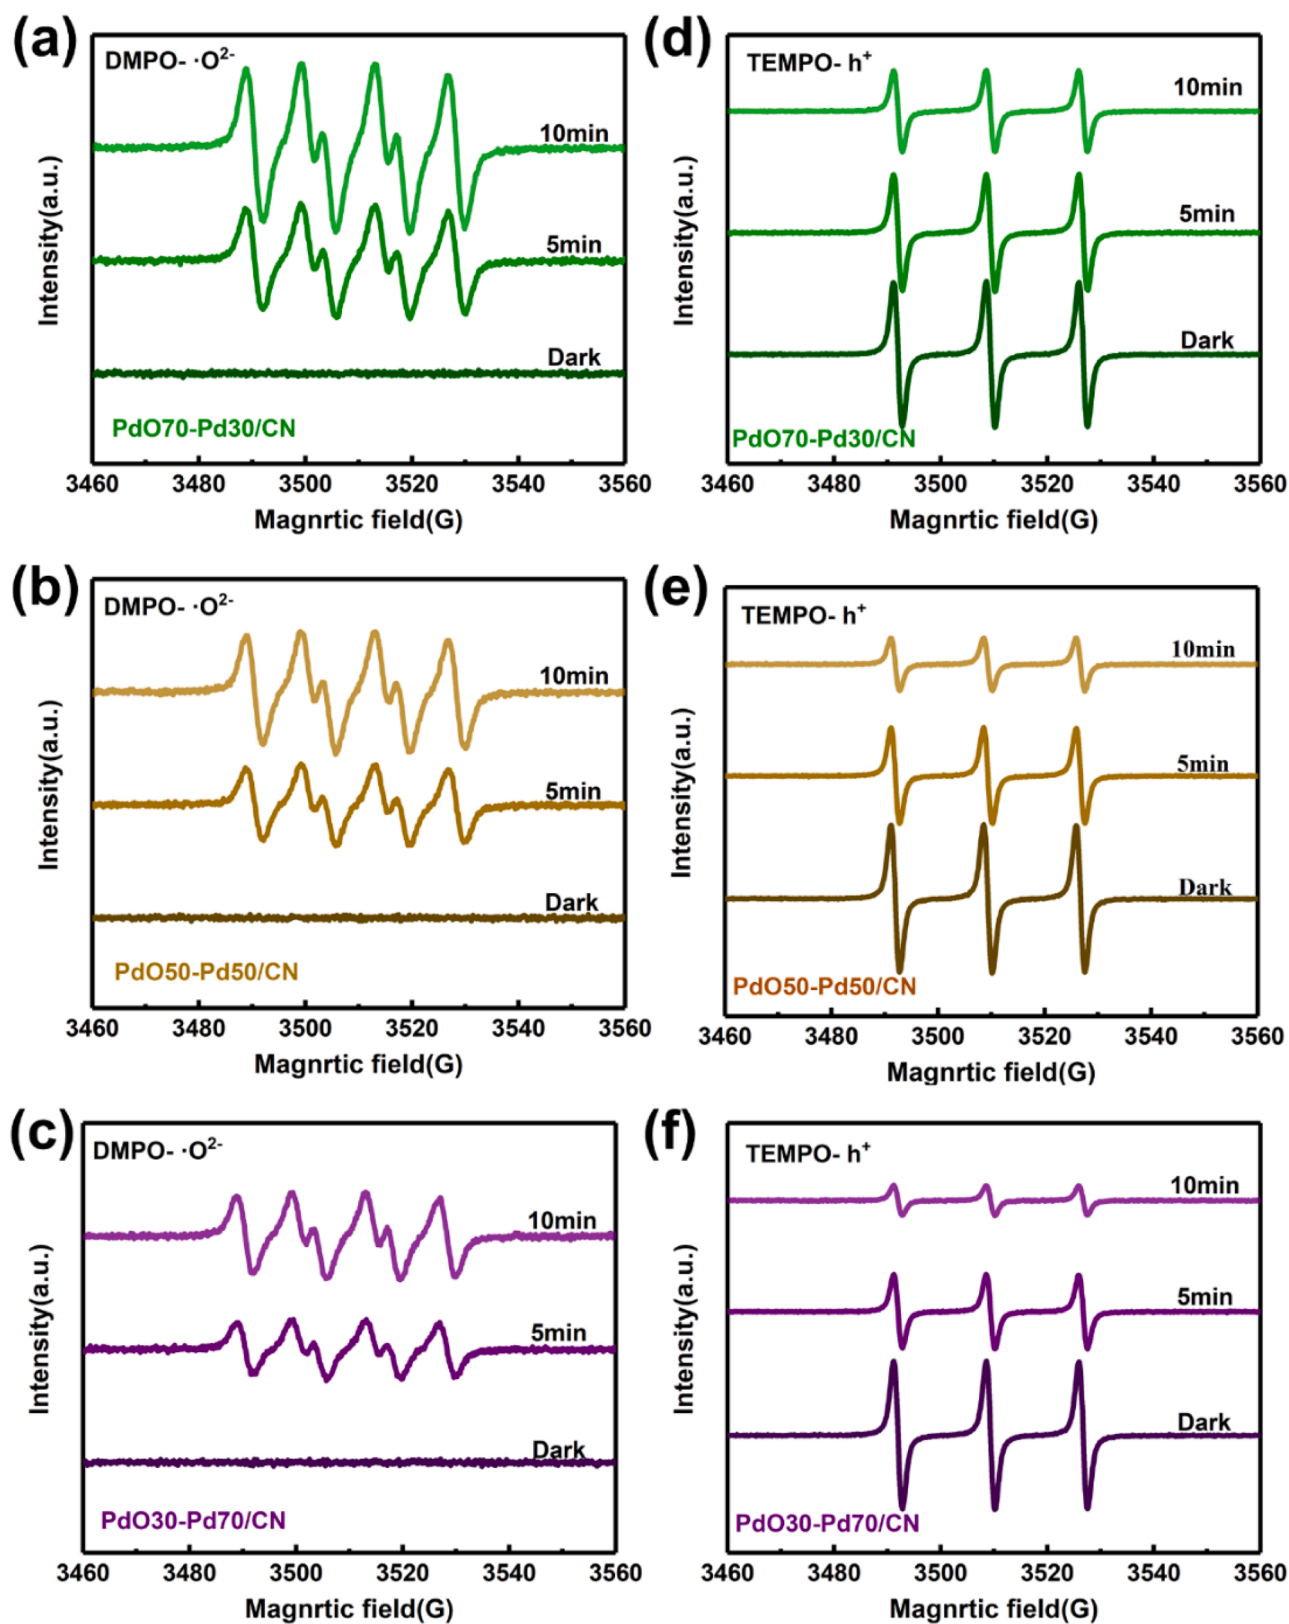 (a)
DMPO- ·O²⁻
10min
5min
Dark
PdO70-Pd30/CN
Intensity(a.u.)
3460 3480 3500 3520 3540 3560
Magnrtic field(G)
(d)
TEMPO- h⁺
10min
5min
Dark
PdO70-Pd30/CN
Intensity(a.u.)
3460 3480 3500 3520 3540 3560
Magnrtic field(G)
(b)
DMPO- ·O²⁻
10min
5min
Dark
PdO50-Pd50/CN
Intensity(a.u.)
3460 3480 3500 3520 3540 3560
Magnrtic field(G)
(e)
TEMPO- h⁺
10min
5min
Dark
PdO50-Pd50/CN
Intensity(a.u.)
3460 3480 3500 3520 3540 3560
Magnrtic field(G)
(c)
DMPO- ·O²⁻
10min
5min
Dark
PdO30-Pd70/CN
Intensity(a.u.)
3460 3480 3500 3520 3540 3560
Magnrtic field(G)
(f)
TEMPO- h⁺
10min
5min
Dark
PdO30-Pd70/CN
Intensity(a.u.)
3460 3480 3500 3520 3540 3560
Magnrtic field(G)